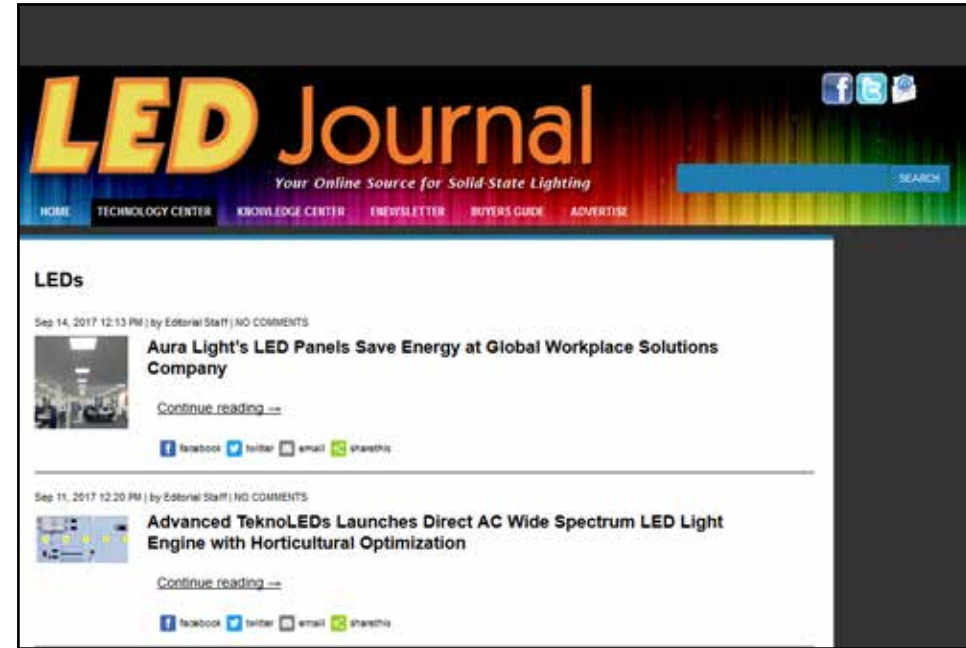 LED Journal
Your Online Source for Solid-State Lighting
SEARCH
HOME TECHNOLOGY CENTER KNOWLEDGE CENTER ENEWSLETTER BUYERS GUIDE ADVERTISE
LEDs
Sep 14, 2017 12:13 PM | by Editorial Staff | NO COMMENTS
Aura Light's LED Panels Save Energy at Global Workplace Solutions
Company
Continue reading →
facebook twitter email sharethis
Sep 11, 2017 12:20 PM | by Editorial Staff | NO COMMENTS
Advanced TeknoLEDs Launches Direct AC Wide Spectrum LED Light
Engine with Horticultural Optimization
Continue reading →
facebook twitter email sharethis